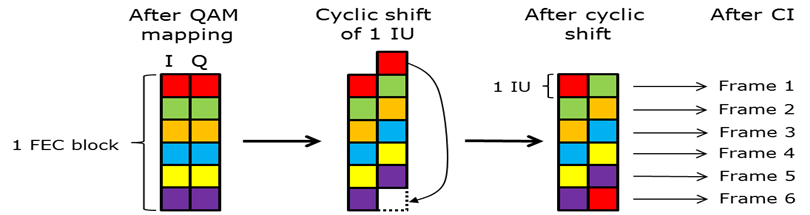 After QAM
mapping
I Q
1 FEC block
Cyclic shift
of 1 IU
After cyclic
shift
1 IU
After CI
Frame 1
Frame 2
Frame 3
Frame 4
Frame 5
Frame 6